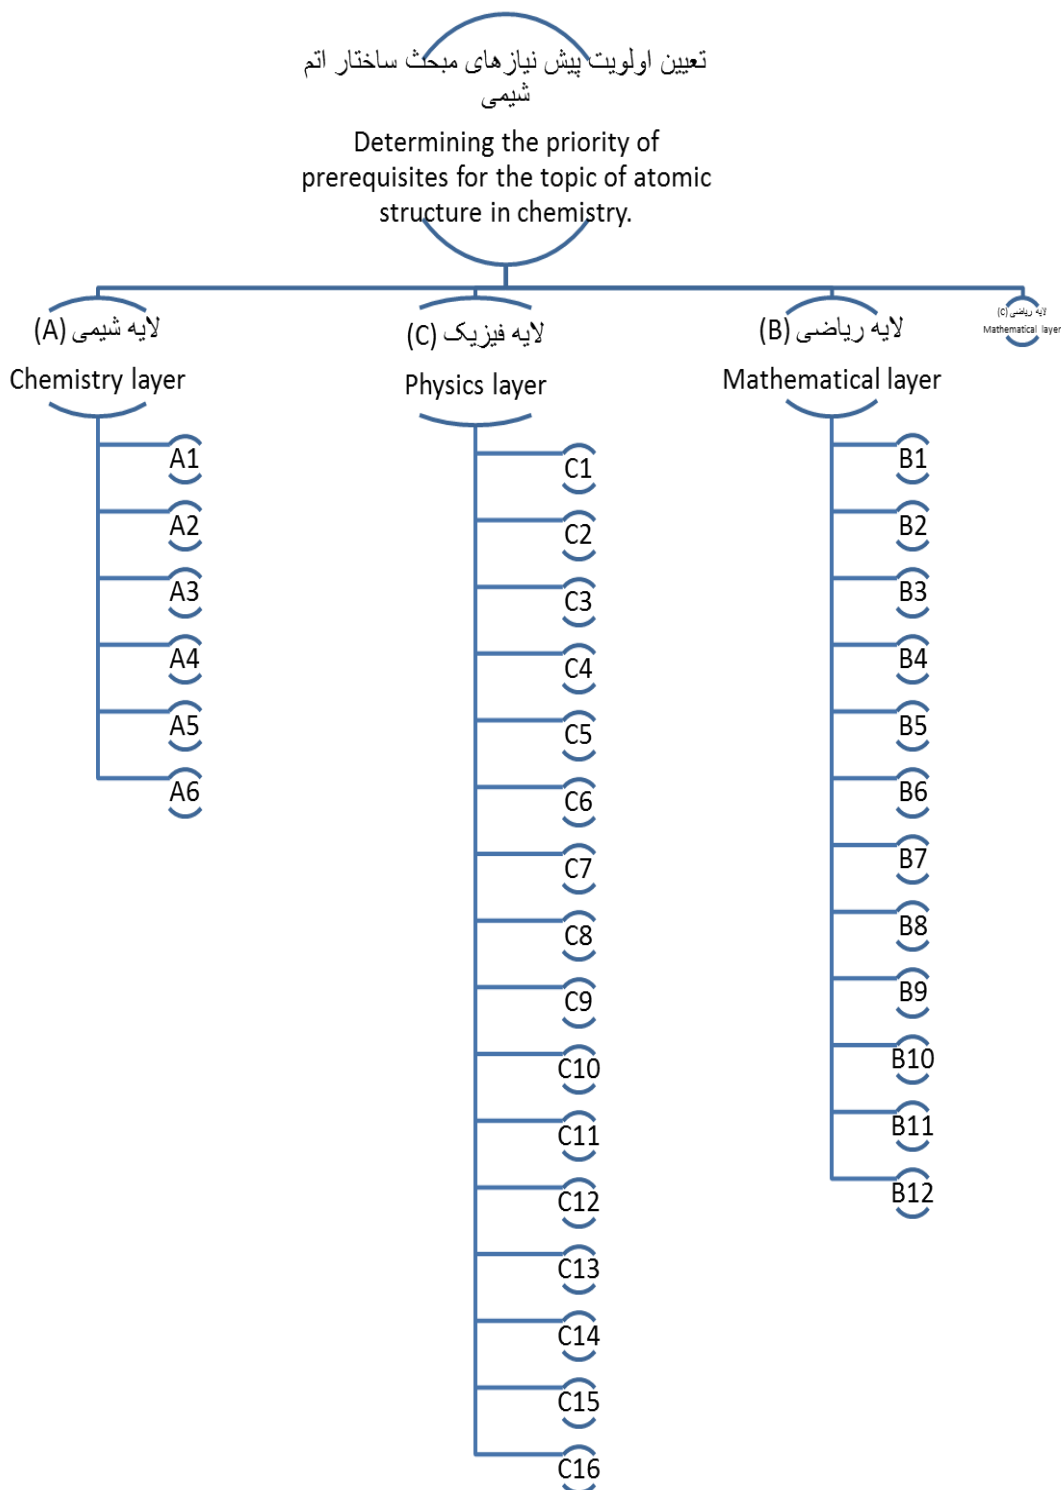 تعیین اولویت پیش نیازهای مبحث ساختار اتم
شیمی
Determining the priority of
prerequisites for the topic of atomic
structure in chemistry.
لایه شیمی (A)
Chemistry layer
A1
A2
A3
A4
A5
A6
لایه فیزیک (C)
Physics layer
C1
C2
C3
C4
C5
C6
C7
C8
C9
C10
C11
C12
C13
C14
C15
C16
لایه ریاضی (B)
Mathematical layer
B1
B2
B3
B4
B5
B6
B7
B8
B9
B10
B11
B12
لایه ریاضی (C)
Mathematical layer